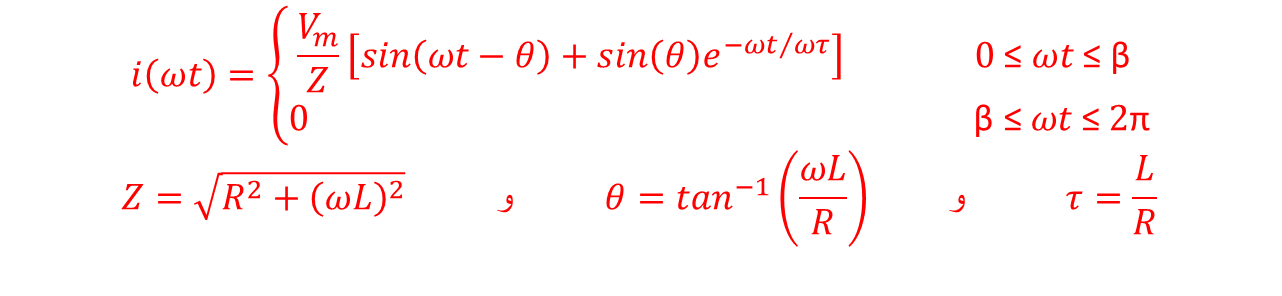 i(ωt) = { V_m/Z [sin(ωt − θ) + sin(θ)e^{−ωt/ωτ}]    0 ≤ ωt ≤ β
0    β ≤ ωt ≤ 2π
Z = √(R² + (ωL)²)    و    θ = tan⁻¹(ωL/R)    و    τ = L/R